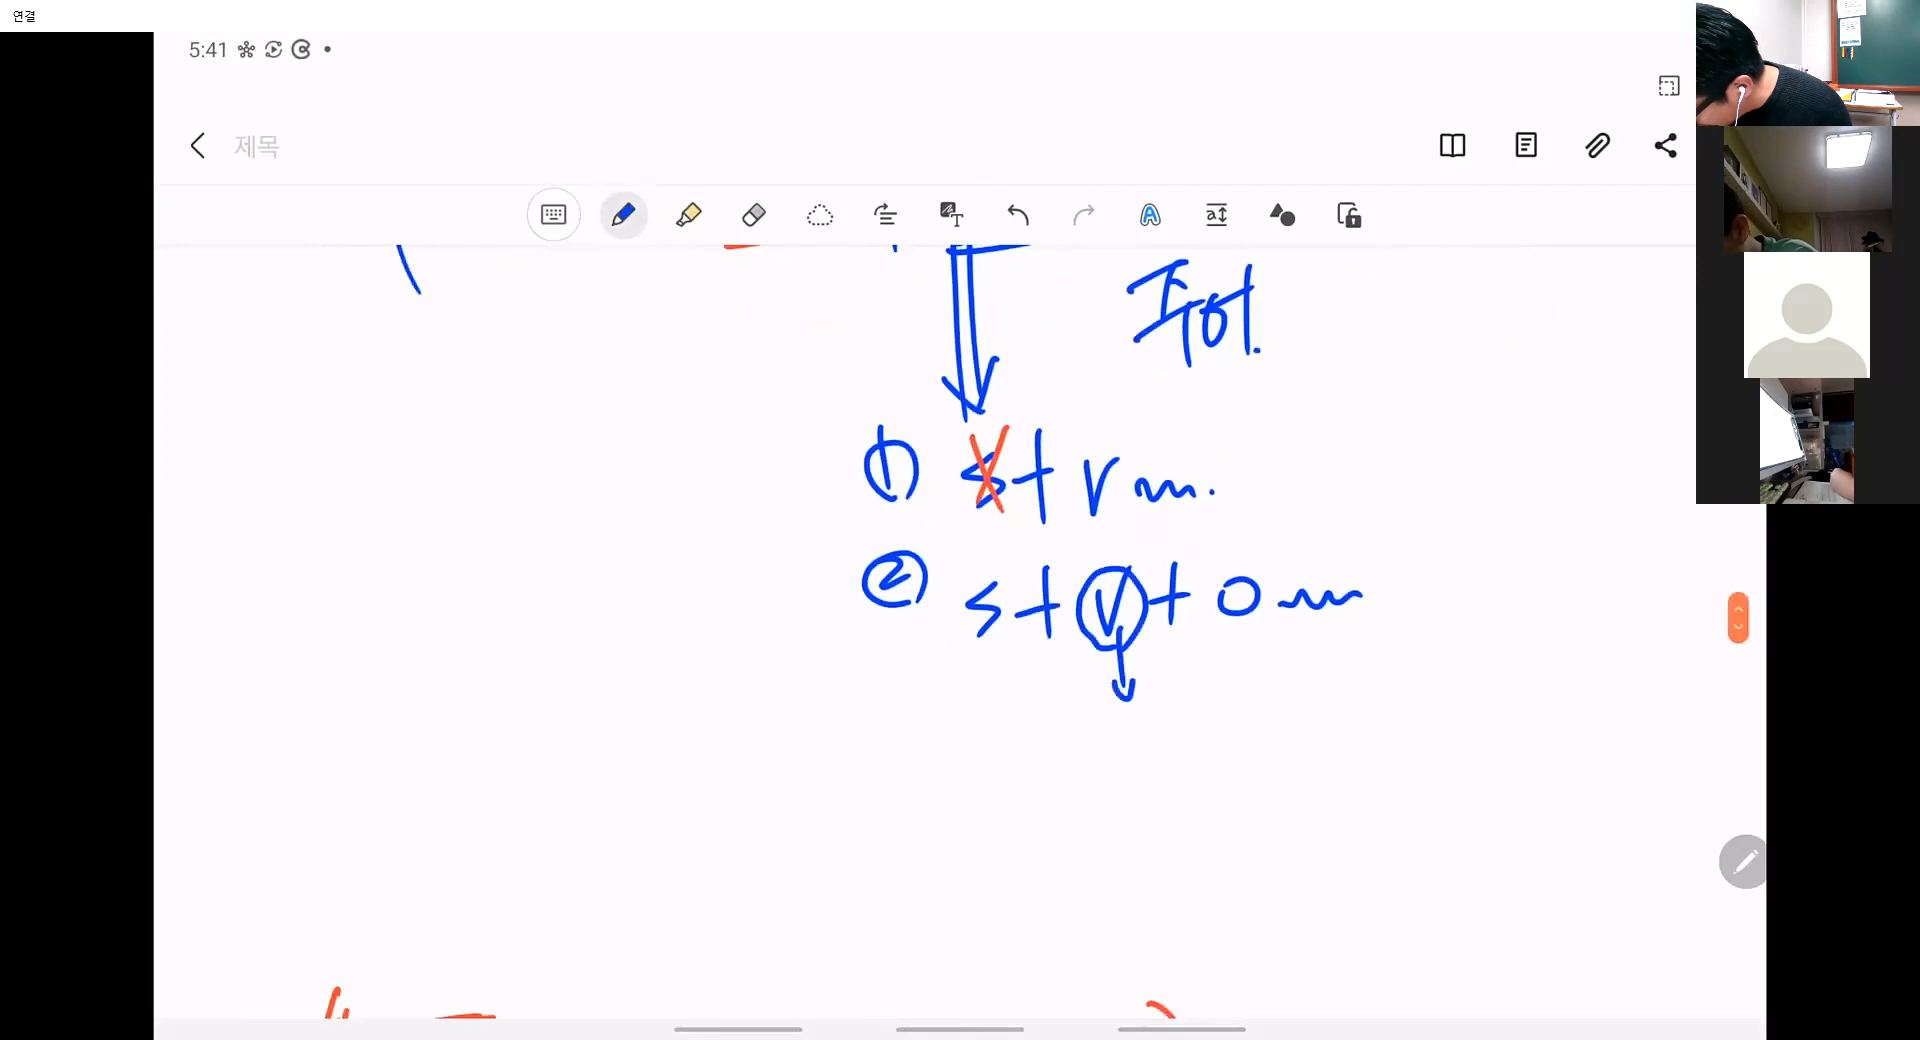 연결
5:41
제목
주어.
① s + V ~.
② s + V + O ~